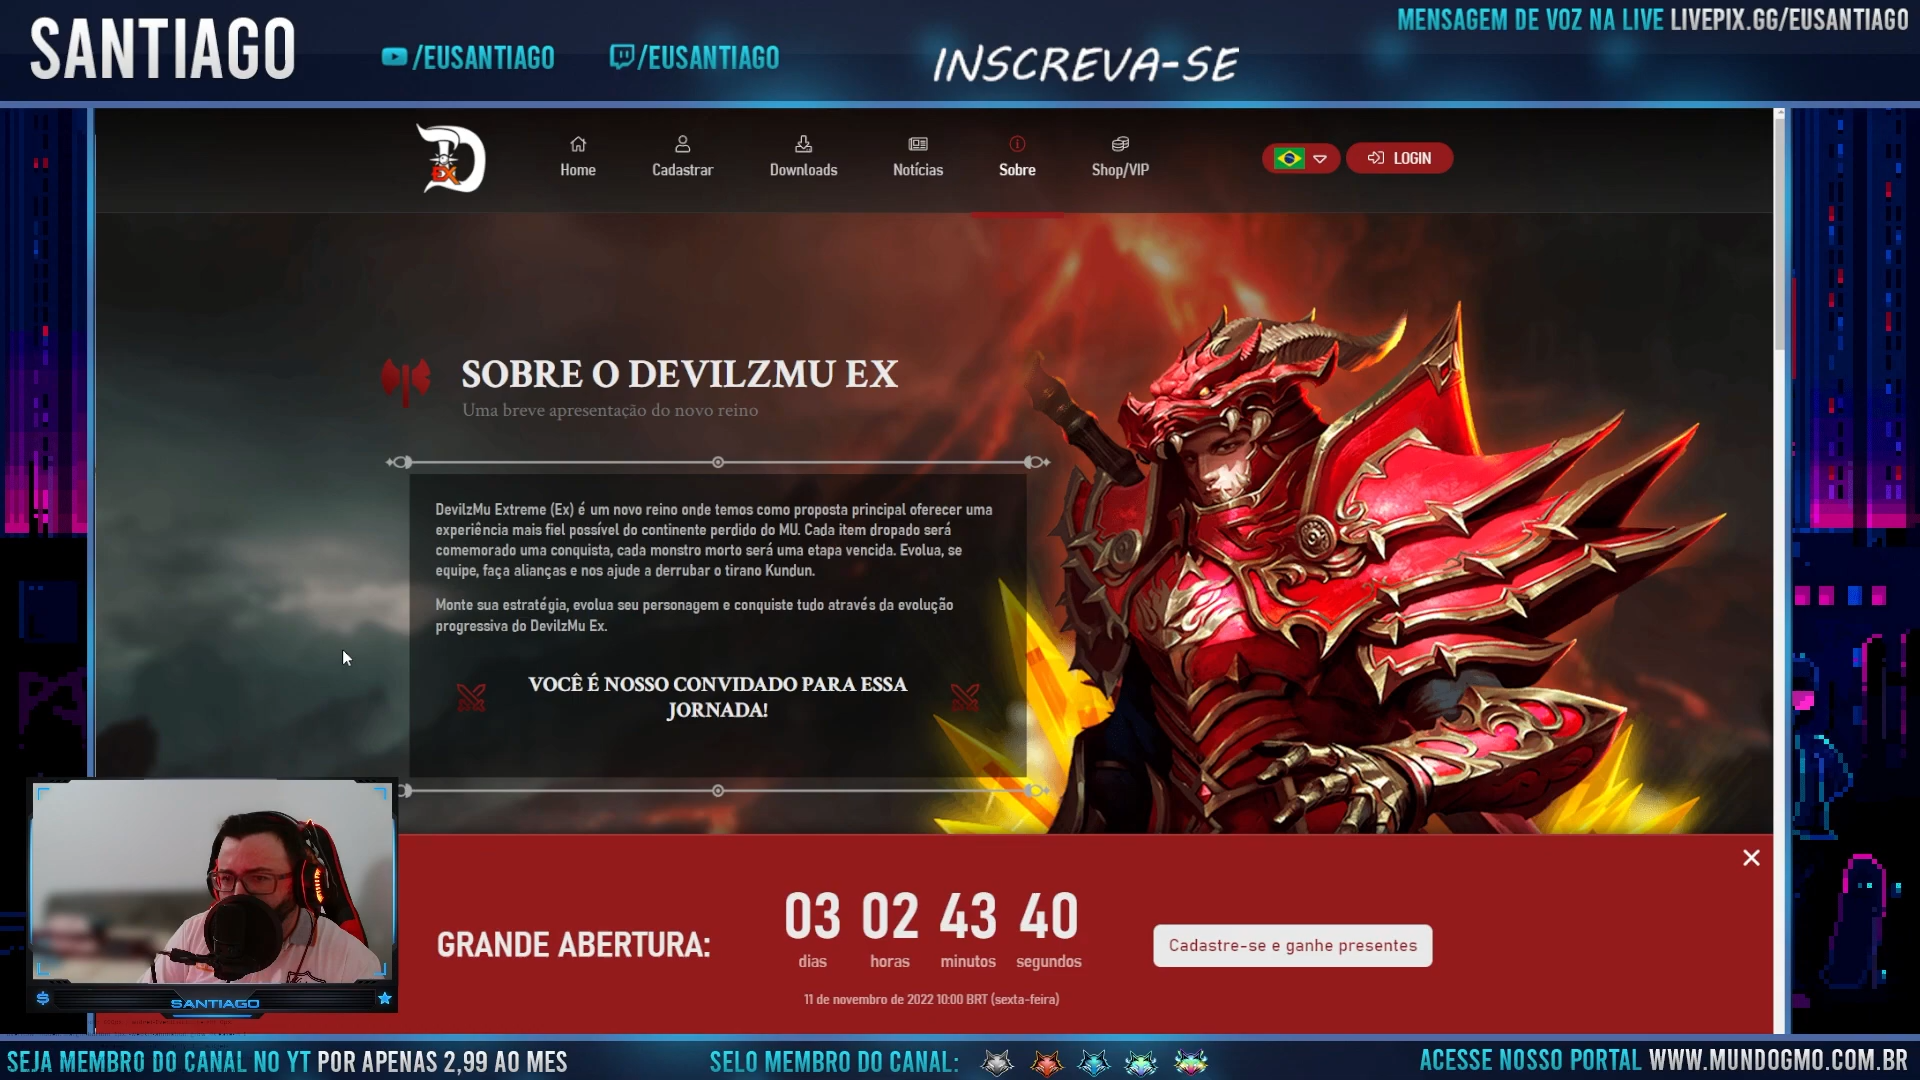 SANTIAGO
/EUSANTIAGO
/EUSANTIAGO
INSCREVA-SE
MENSAGEM DE VOZ NA LIVE LIVEPIX.GG/EUSANTIAGO
D
EX
Home
Cadastrar
Downloads
Notícias
Sobre
Shop/VIP
LOGIN
SOBRE O DEVILZMU EX
Uma breve apresentação do novo reino
DevilzMu Extreme (Ex) é um novo reino onde temos como proposta principal oferecer uma
experiência mais fiel possível do continente perdido do MU. Cada item dropado será
comemorado uma conquista, cada monstro morto será uma etapa vencida. Evolua, se
equipe, faça alianças e nos ajude a derrubar o tirano Kundun.
Monte sua estratégia, evolua seu personagem e conquiste tudo através da evolução
progressiva do DevilzMu Ex.
VOCÊ É NOSSO CONVIDADO PARA ESSA
JORNADA!
GRANDE ABERTURA:
03 02 43 40
dias horas minutos segundos
11 de novembro de 2022 10:00 BRT (sexta-feira)
Cadastre-se e ganhe presentes
SANTIAGO
SEJA MEMBRO DO CANAL NO YT POR APENAS 2,99 AO MES
SELO MEMBRO DO CANAL:
ACESSE NOSSO PORTAL WWW.MUNDOGMO.COM.BR